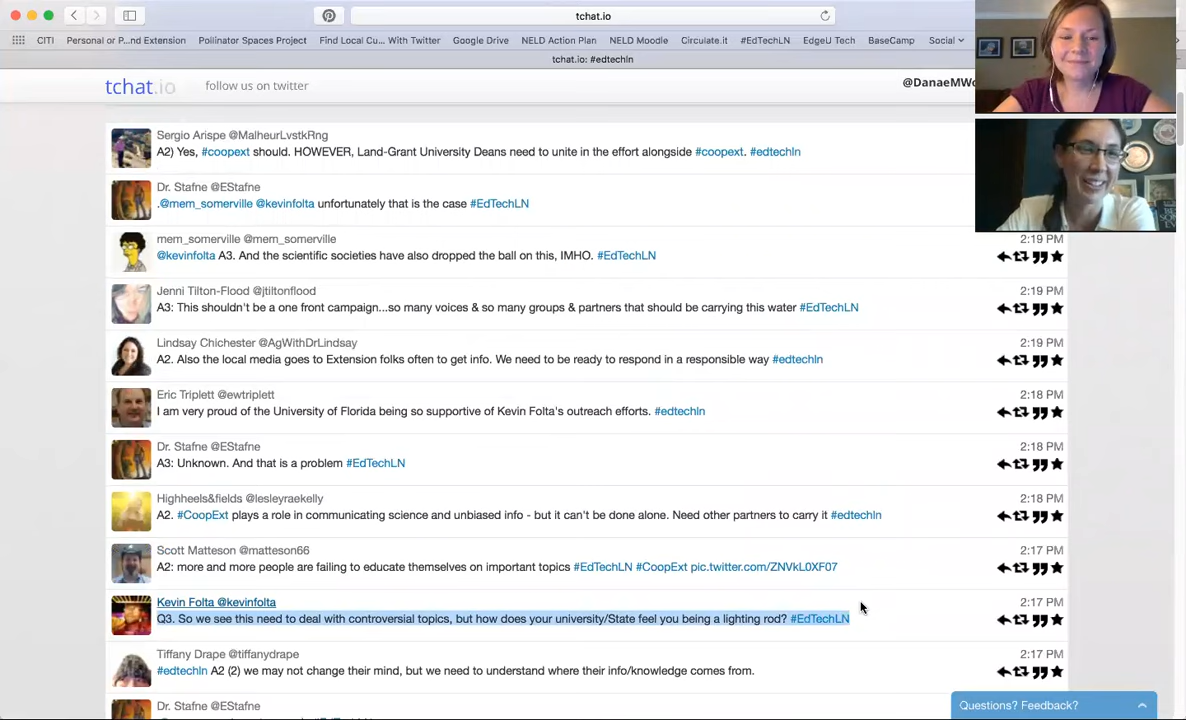 tchat.io
CITI Personal or P...nd Extension Pollinator Spaces Project Find Local Cu... With Twitter Google Drive NELD Action Plan NELD Moodle Circulate.it #EdTechLN EdgeU Tech BaseCamp Social
tchat.io: #edtechln
tchat.io follow us on twitter @DanaeMWo
Sergio Arispe @MalheurLvstkRng
A2) Yes, #coopext should. HOWEVER, Land-Grant University Deans need to unite in the effort alongside #coopext. #edtechln
Dr. Stafne @EStafne
.@mem_somerville @kevinfolta unfortunately that is the case #EdTechLN
mem_somerville @mem_somerville 2:19 PM
@kevinfolta A3. And the scientific societies have also dropped the ball on this, IMHO. #EdTechLN
Jenni Tilton-Flood @jtiltonflood 2:19 PM
A3: This shouldn't be a one front campaign...so many voices & so many groups & partners that should be carrying this water #EdTechLN
Lindsay Chichester @AgWithDrLindsay 2:19 PM
A2. Also the local media goes to Extension folks often to get info. We need to be ready to respond in a responsible way #edtechln
Eric Triplett @ewtriplett 2:18 PM
I am very proud of the University of Florida being so supportive of Kevin Folta's outreach efforts. #edtechln
Dr. Stafne @EStafne 2:18 PM
A3: Unknown. And that is a problem #EdTechLN
Highheels&fields @lesleyraekelly 2:18 PM
A2. #CoopExt plays a role in communicating science and unbiased info - but it can't be done alone. Need other partners to carry it #edtechln
Scott Matteson @matteson66 2:17 PM
A2: more and more people are failing to educate themselves on important topics #EdTechLN #CoopExt pic.twitter.com/ZNVkL0XF07
Kevin Folta @kevinfolta 2:17 PM
Q3. So we see this need to deal with controversial topics, but how does your university/State feel you being a lighting rod? #EdTechLN
Tiffany Drape @tiffanydrape 2:17 PM
#edtechln A2 (2) we may not change their mind, but we need to understand where their info/knowledge comes from.
Dr. Stafne @EStafne
Questions? Feedback?